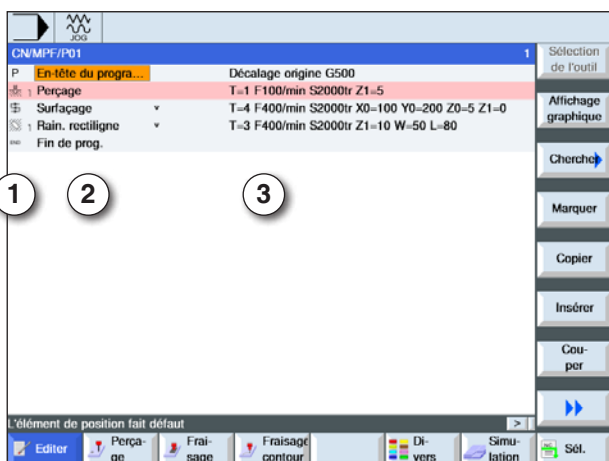 JOG
CN/MPF/P01 1
P En-tête du progra... Décalage origine G500
1 Perçage T=1 F100/min S2000tr Z1=5
Surfaçage T=4 F400/min S2000tr X0=100 Y0=200 Z0=5 Z1=0
1 Rain. rectiligne T=3 F400/min S2000tr Z1=10 W=50 L=80
END Fin de prog.
1 2 3
L'élément de position fait défaut >
Sélection
de l'outil
Affichage
graphique
Cherche
Marquer
Copier
Insérer
Cou-
per
Editer
Perça-
ge
Frai-
sage
Fraisage
contour
Di-
vers
Simu-
lation
Sél.